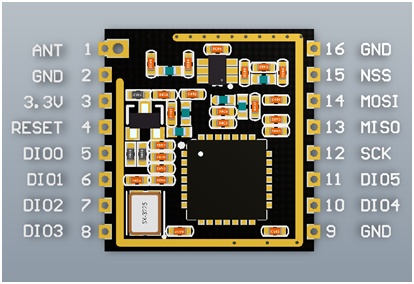 ANT 1
GND 2
3.3V 3
RESET 4
DIO0 5
DIO1 6
DIO2 7
DIO3 8
16 GND
15 NSS
14 MOSI
13 MISO
12 SCK
11 DIO5
10 DIO4
9 GND